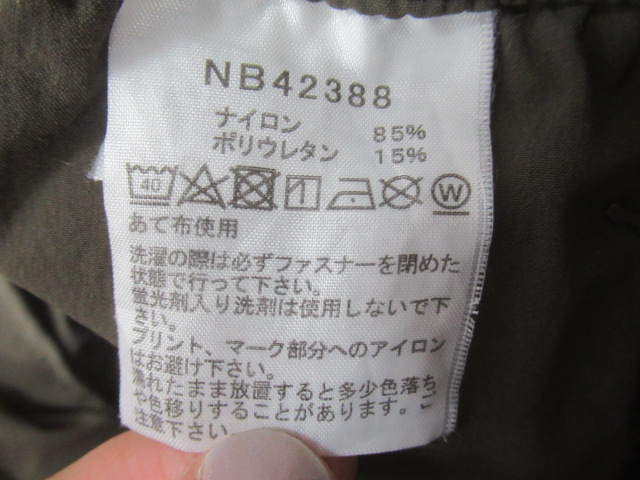 NB42388
ナイロン 85%
ポリウレタン 15%
40 W
あて布使用
洗濯の際は必ずファスナーを閉めた
状態で行って下さい。
蛍光剤入り洗剤は使用しないで下
さい。
プリント、マーク部分へのアイロン
はお避け下さい。
濡れたまま放置すると多少色落ち
や色移りすることがあります。ご
注意下さい。